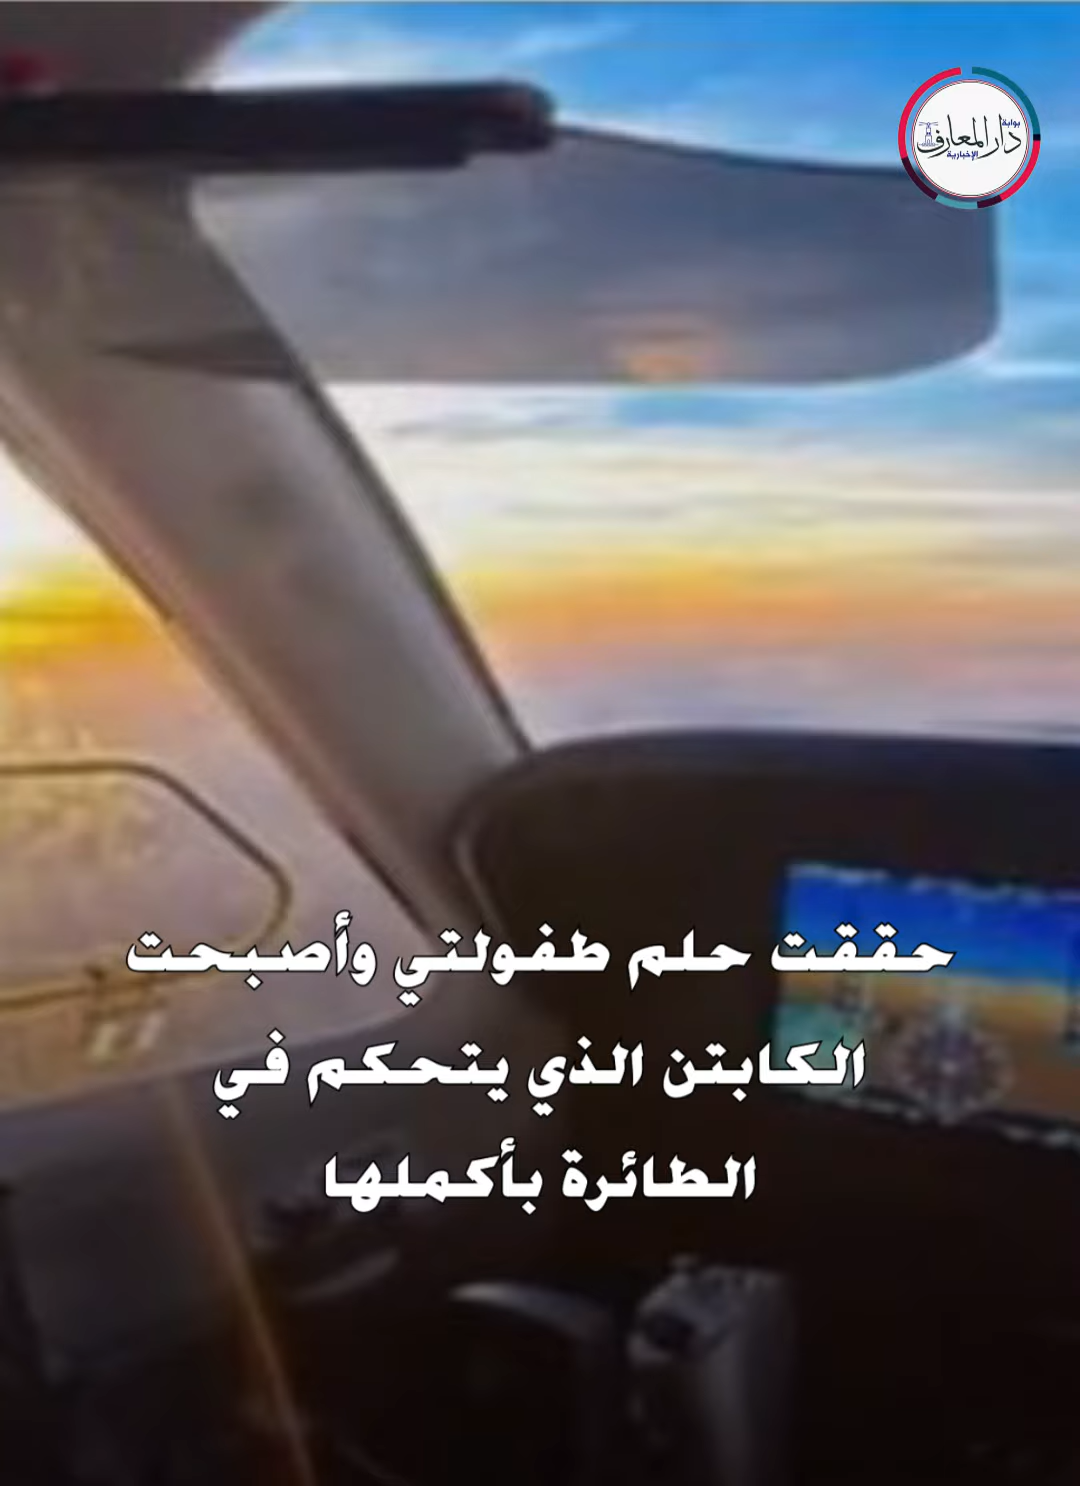 بوابة
دار المعارف
الإخبارية
حققت حلم طفولتي وأصبحت
الكابتن الذي يتحكم في
الطائرة بأكملها